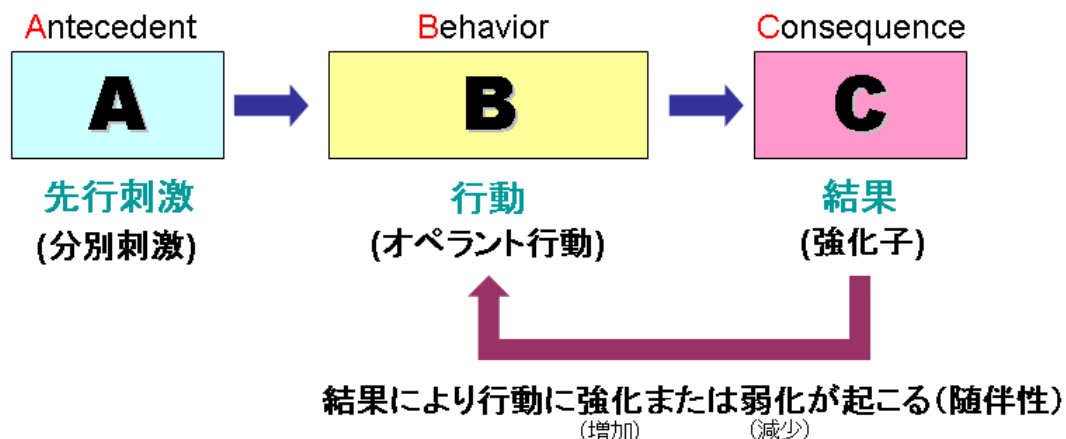 Antecedent Behavior Consequence
A B C
先行刺激 行動 結果
(分別刺激) (オペラント行動) (強化子)
結果により行動に強化または弱化が起こる(随伴性)
(増加) (減少)